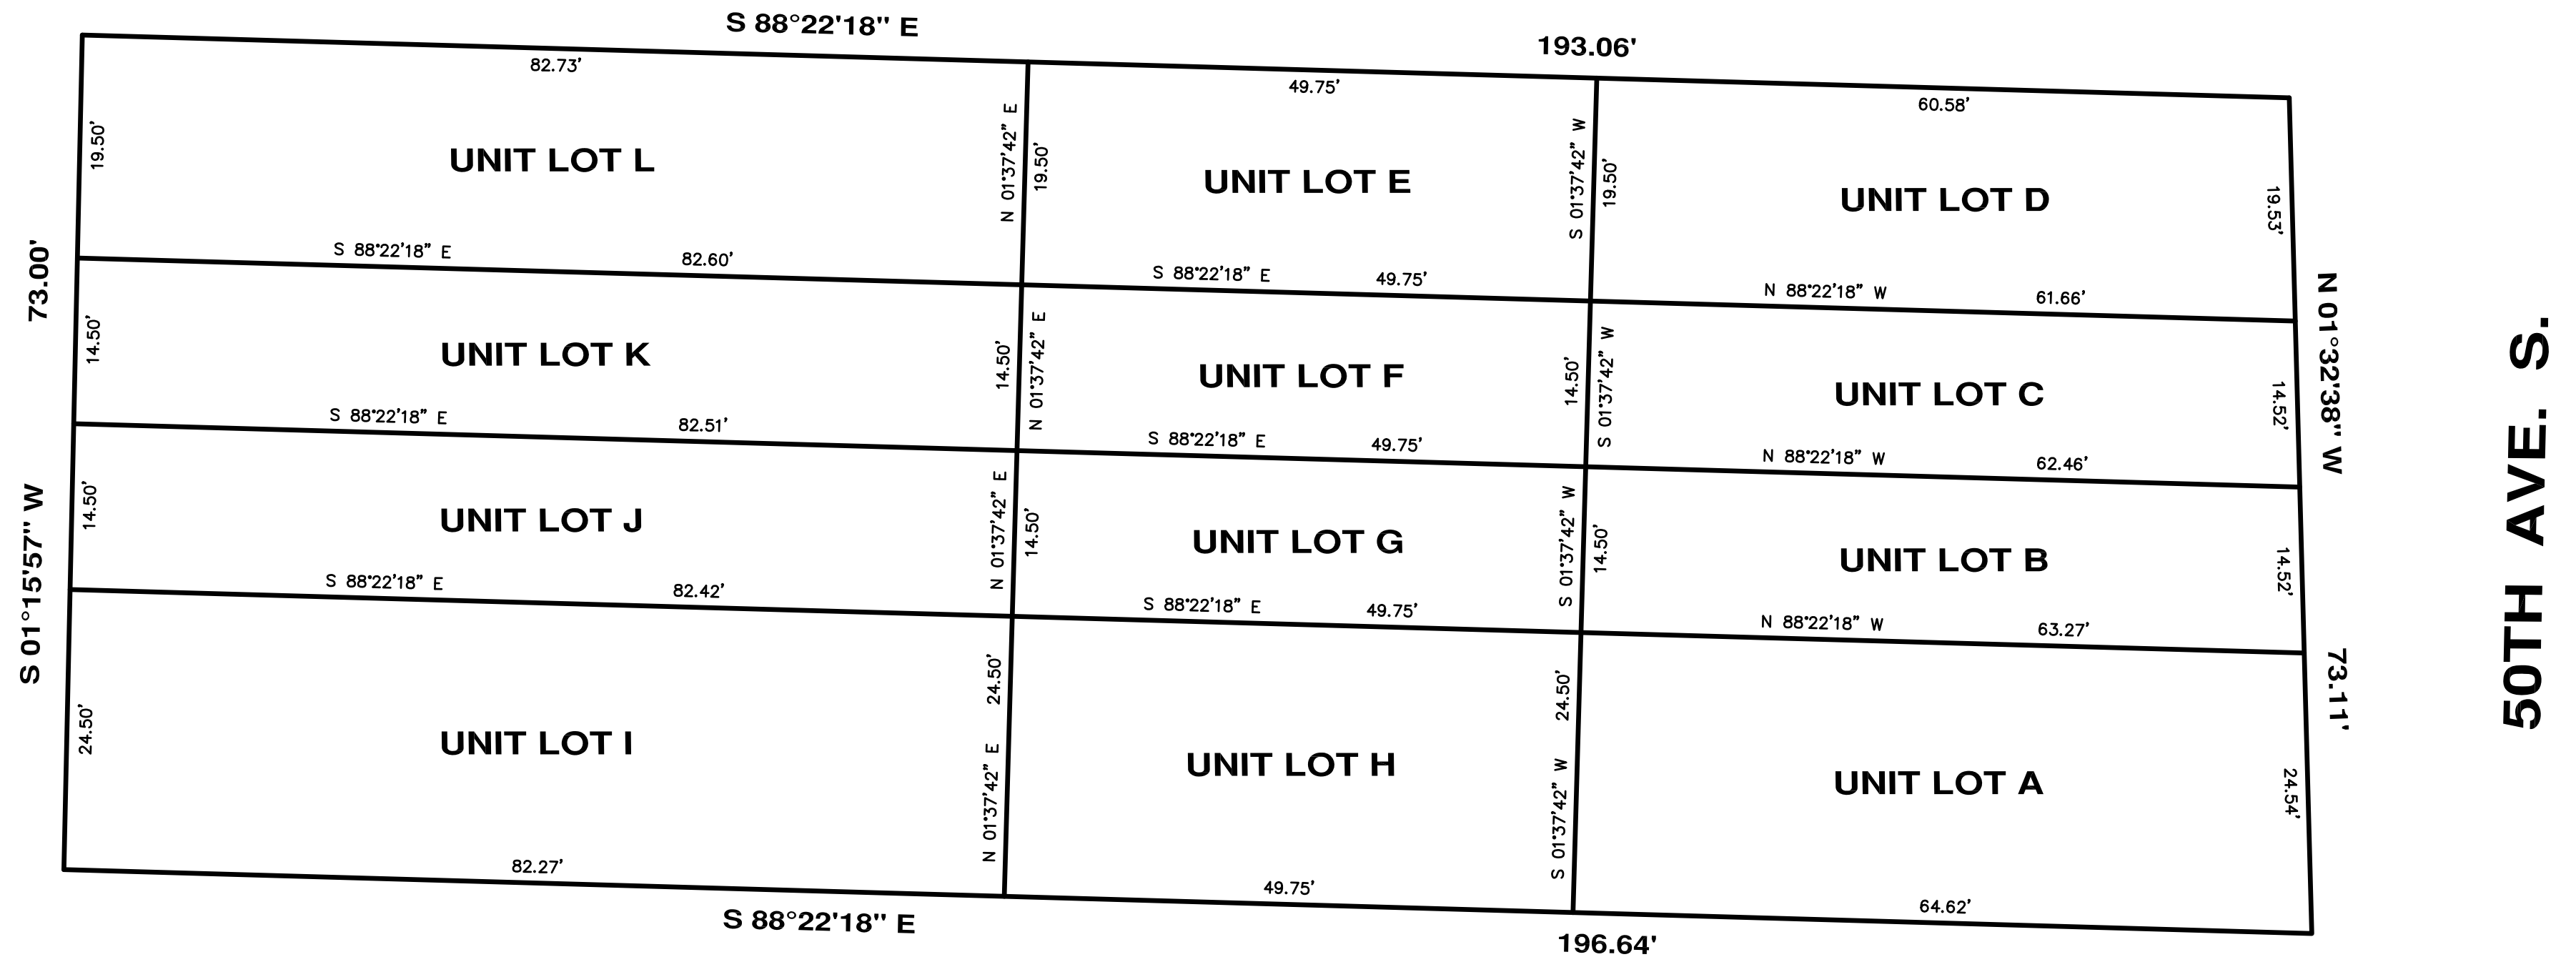 S 88°22'18" E
193.06'
82.73’
49.75’
60.58’
19.50’
UNIT LOT L
N 01°37’42” E
19.50’
UNIT LOT E
S 01°37’42” W
19.50’
UNIT LOT D
19.53’
S 88°22’18” E
82.60’
S 88°22’18” E
49.75’
N 88°22’18” W
61.66’
73.00'
S 01°15'57" W
N 01°32'38" W
73.11'
50TH AVE. S.
14.50’
UNIT LOT K
14.50’
N 01°37’42” E
UNIT LOT F
14.50’
S 01°37’42” W
UNIT LOT C
14.52’
S 88°22’18” E
82.51’
S 88°22’18” E
49.75’
N 88°22’18” W
62.46’
14.50’
UNIT LOT J
N 01°37’42” E
14.50’
UNIT LOT G
S 01°37’42” W
14.50’
UNIT LOT B
14.52’
S 88°22’18” E
82.42’
S 88°22’18” E
49.75’
N 88°22’18” W
63.27’
24.50’
UNIT LOT I
N 01°37’42” E
24.50’
UNIT LOT H
S 01°37’42” W
24.50’
UNIT LOT A
24.54’
82.27’
49.75’
64.62’
S 88°22'18" E
196.64'